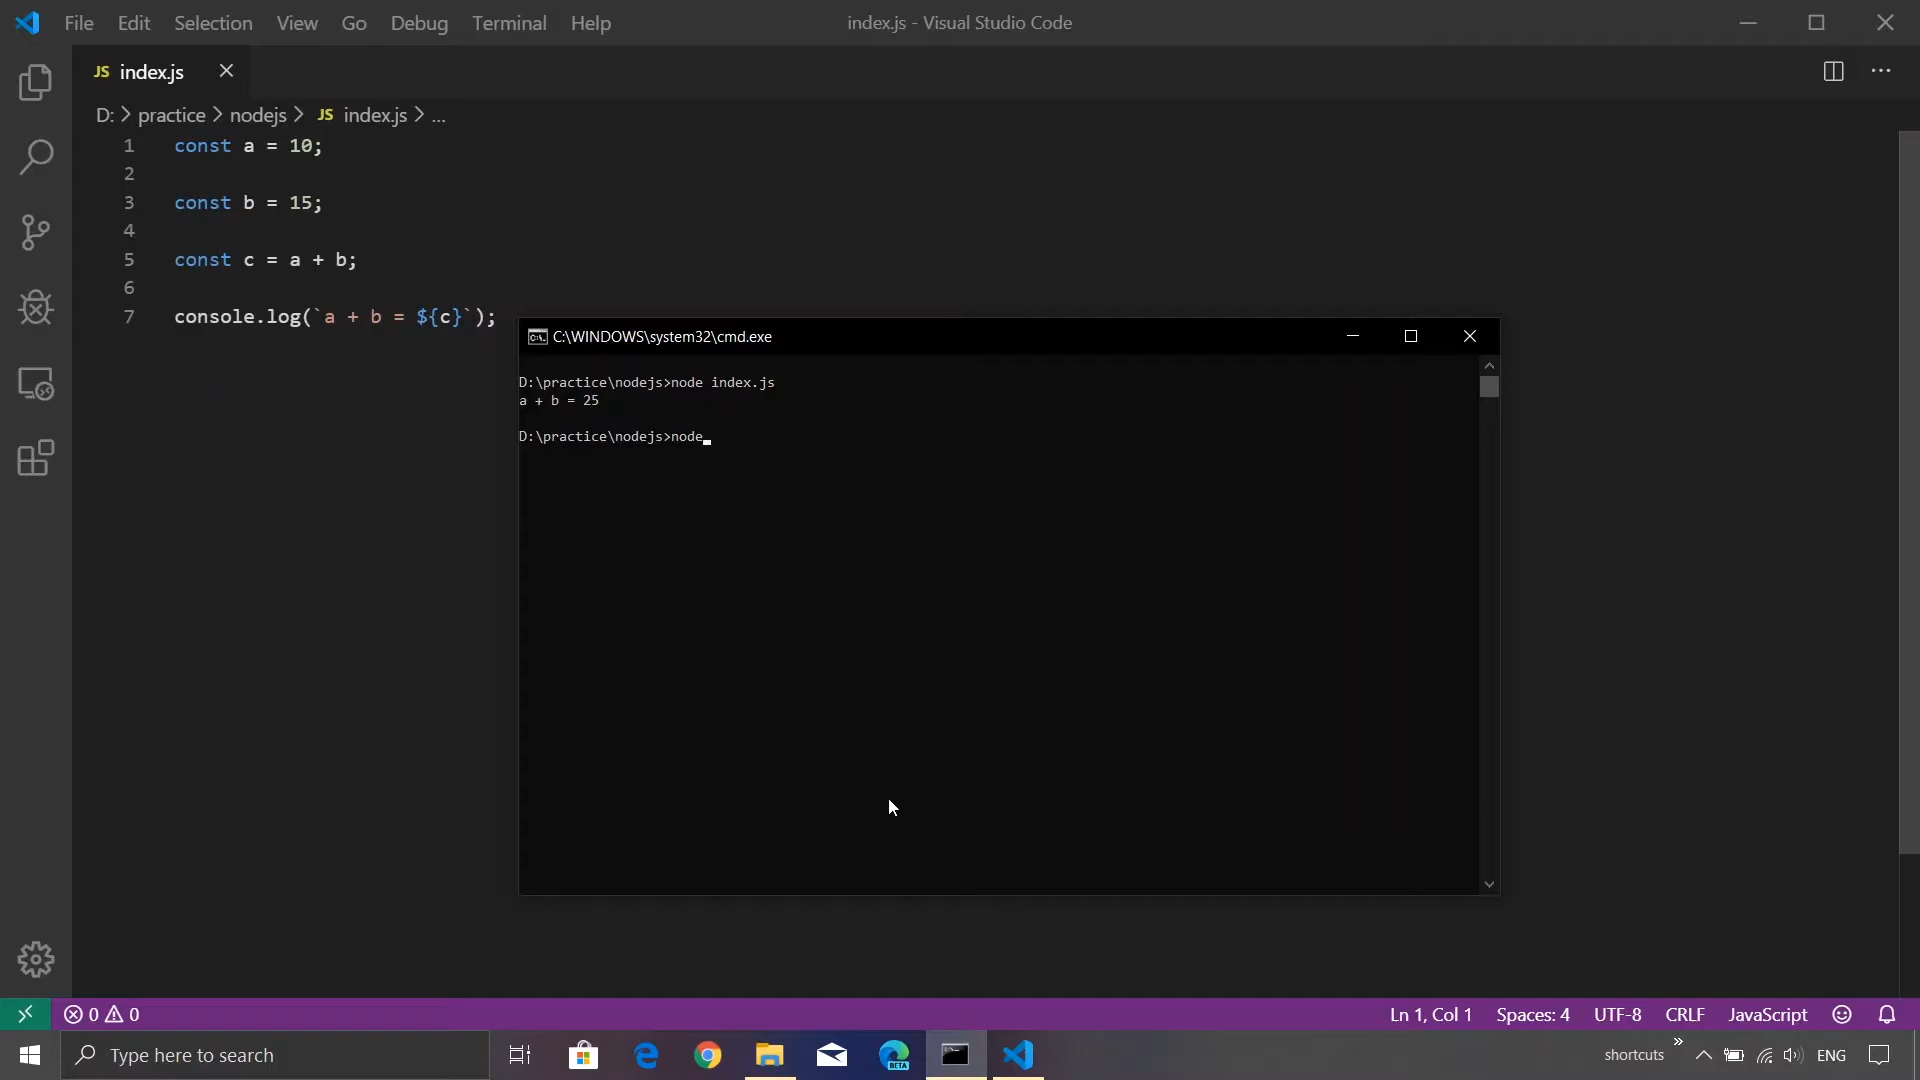 File Edit Selection View Go Debug Terminal Help index.js - Visual Studio Code
JS index.js
D: > practice > nodejs > JS index.js > ...
1 const a = 10;
2
3 const b = 15;
4
5 const c = a + b;
6
7 console.log(`a + b = ${c}`);
C:\WINDOWS\system32\cmd.exe
D:\practice\nodejs>node index.js
a + b = 25
D:\practice\nodejs>node
0 0 Ln 1, Col 1 Spaces: 4 UTF-8 CRLF JavaScript
Type here to search BETA shortcuts » ENG